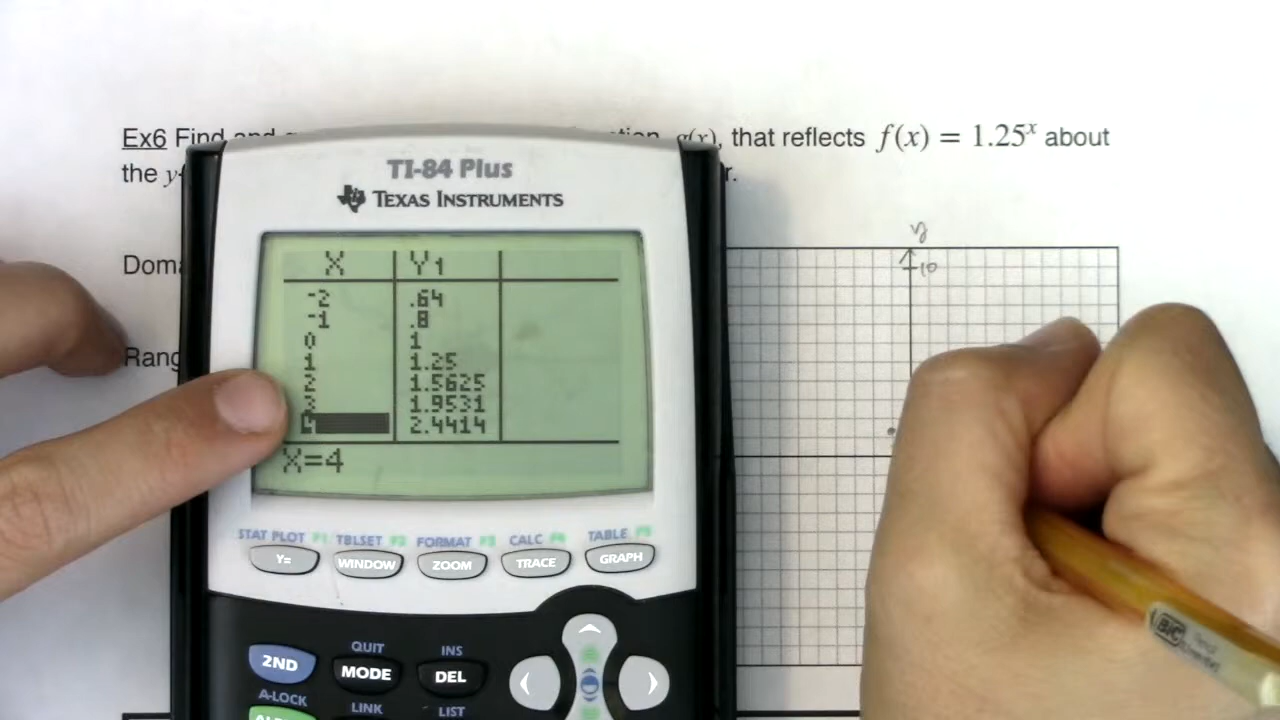 Ex6 Find and g(x), that reflects f(x) = 1.25ˣ about
the y r.
TI-84 Plus
TEXAS INSTRUMENTS
y
10
Doma
Rang
X Y1
-2 .64
-1 .8
0 1
1 1.25
2 1.5625
3 1.9531
4 2.4414
X=4
STAT PLOT F1 TBLSET F2 FORMAT F3 CALC F4 TABLE F5
Y= WINDOW ZOOM TRACE GRAPH
QUIT INS
2ND MODE DEL
A-LOCK LINK LIST
BIC